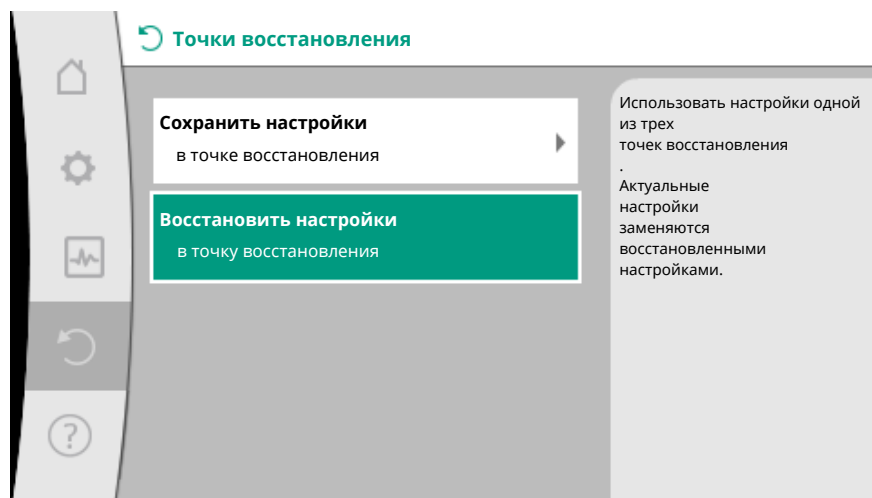 Точки восстановления
Сохранить настройки
в точке восстановления
Восстановить настройки
в точку восстановления
Использовать настройки одной
из трех
точек восстановления
.
Актуальные
настройки
заменяются
восстановленными
настройками.
?